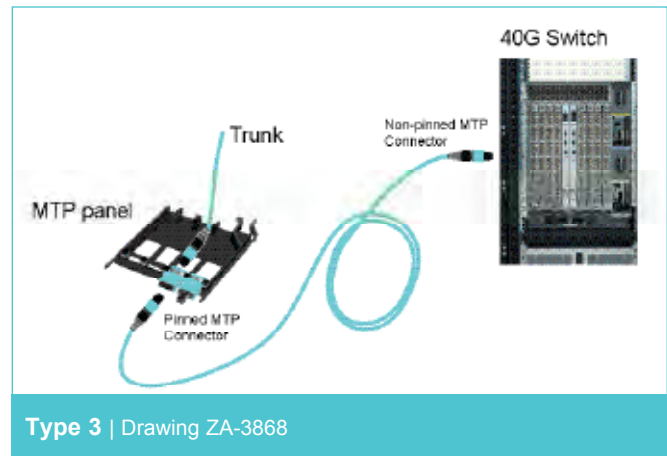 40G Switch
Non-pinned MTP
Connector
Trunk
MTP panel
Pinned MTP
Connector
Type 3 | Drawing ZA-3868